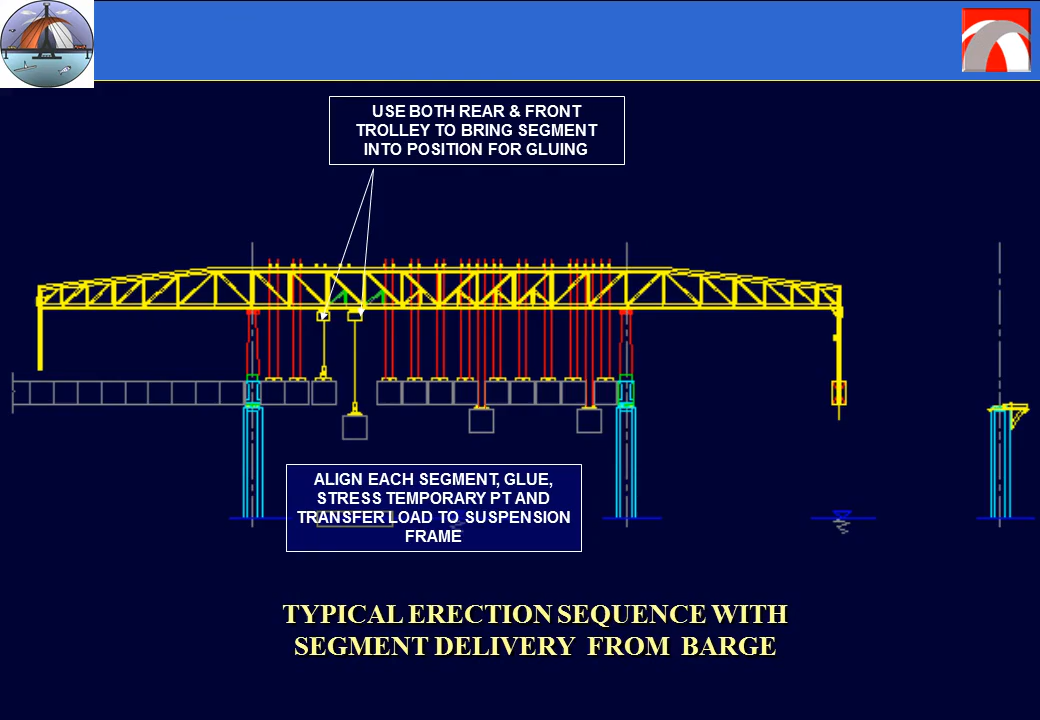 USE BOTH REAR & FRONT
TROLLEY TO BRING SEGMENT
INTO POSITION FOR GLUING
ALIGN EACH SEGMENT, GLUE,
STRESS TEMPORARY PT AND
TRANSFER LOAD TO SUSPENSION
FRAME
TYPICAL ERECTION SEQUENCE WITH
SEGMENT DELIVERY FROM BARGE